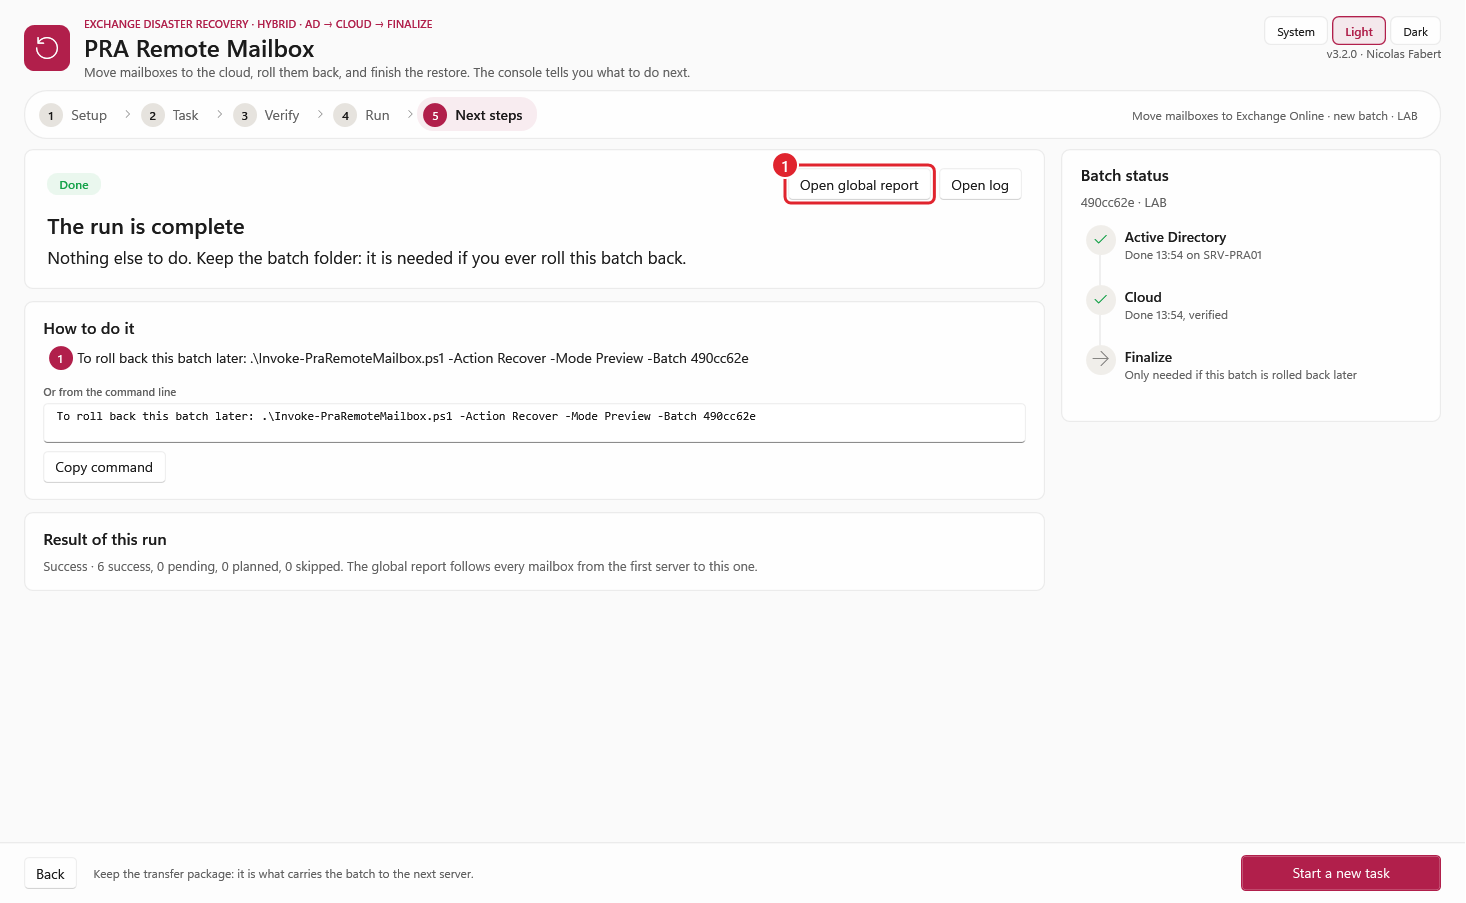 EXCHANGE DISASTER RECOVERY · HYBRID · AD → CLOUD → FINALIZE
PRA Remote Mailbox
Move mailboxes to the cloud, roll them back, and finish the restore. The console tells you what to do next.
System
Light
Dark
v3.2.0 · Nicolas Fabert
1 Setup
2 Task
3 Verify
4 Run
5 Next steps
Move mailboxes to Exchange Online · new batch · LAB
Done
1
Open global report
Open log
The run is complete
Nothing else to do. Keep the batch folder: it is needed if you ever roll this batch back.
How to do it
1 To roll back this batch later: .\Invoke-PraRemoteMailbox.ps1 -Action Recover -Mode Preview -Batch 490cc62e
Or from the command line
To roll back this batch later: .\Invoke-PraRemoteMailbox.ps1 -Action Recover -Mode Preview -Batch 490cc62e
Copy command
Result of this run
Success · 6 success, 0 pending, 0 planned, 0 skipped. The global report follows every mailbox from the first server to this one.
Batch status
490cc62e · LAB
Active Directory
Done 13:54 on SRV-PRA01
Cloud
Done 13:54, verified
Finalize
Only needed if this batch is rolled back later
Back
Keep the transfer package: it is what carries the batch to the next server.
Start a new task